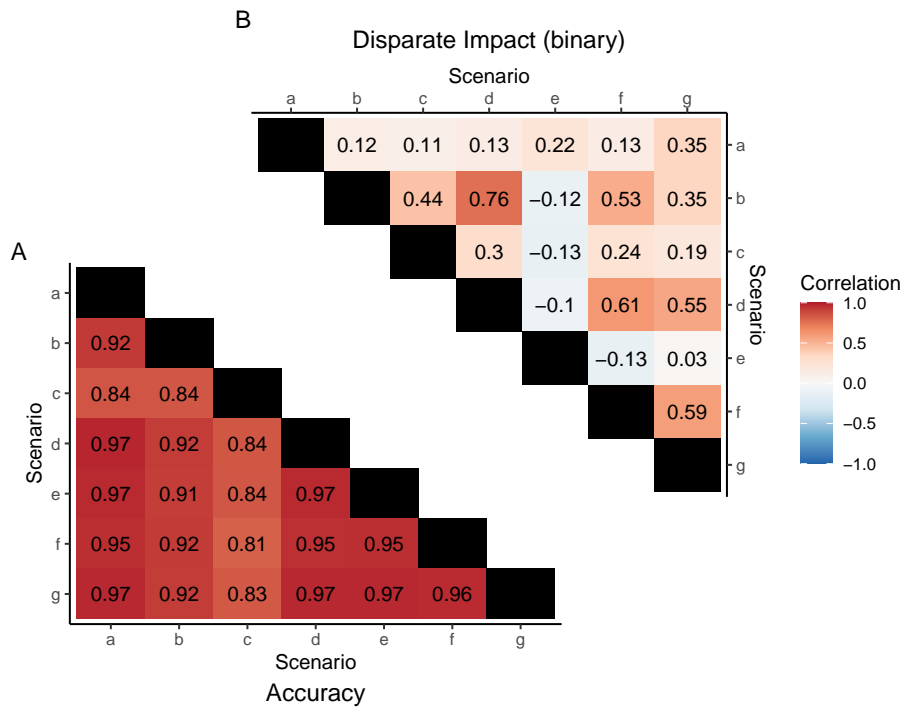 B
Disparate Impact (binary)
Scenario
a b c d e f g
0.12 0.11 0.13 0.22 0.13 0.35 a
0.44 0.76 −0.12 0.53 0.35 b
0.3 −0.13 0.24 0.19 c
−0.1 0.61 0.55 d
−0.13 0.03 e
0.59 f
g
Scenario
A
a
b 0.92
c 0.84 0.84
d 0.97 0.92 0.84
e 0.97 0.91 0.84 0.97
f 0.95 0.92 0.81 0.95 0.95
g 0.97 0.92 0.83 0.97 0.97 0.96
Scenario
a b c d e f g
Scenario
Accuracy
Correlation
1.0
0.5
0.0
−0.5
−1.0